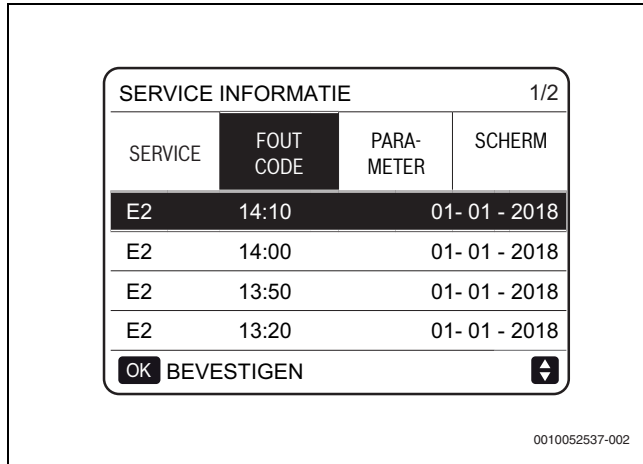 SERVICE INFORMATIE 1/2
SERVICE FOUT CODE PARA-METER SCHERM
E2 14:10 01- 01 - 2018
E2 14:00 01- 01 - 2018
E2 13:50 01- 01 - 2018
E2 13:20 01- 01 - 2018
OK BEVESTIGEN
0010052537-002